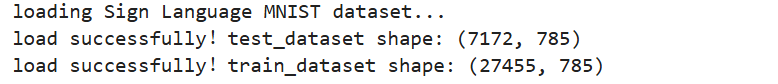 loading Sign Language MNIST dataset...
load successfully! test_dataset shape: (7172, 785)
load successfully! train_dataset shape: (27455, 785)